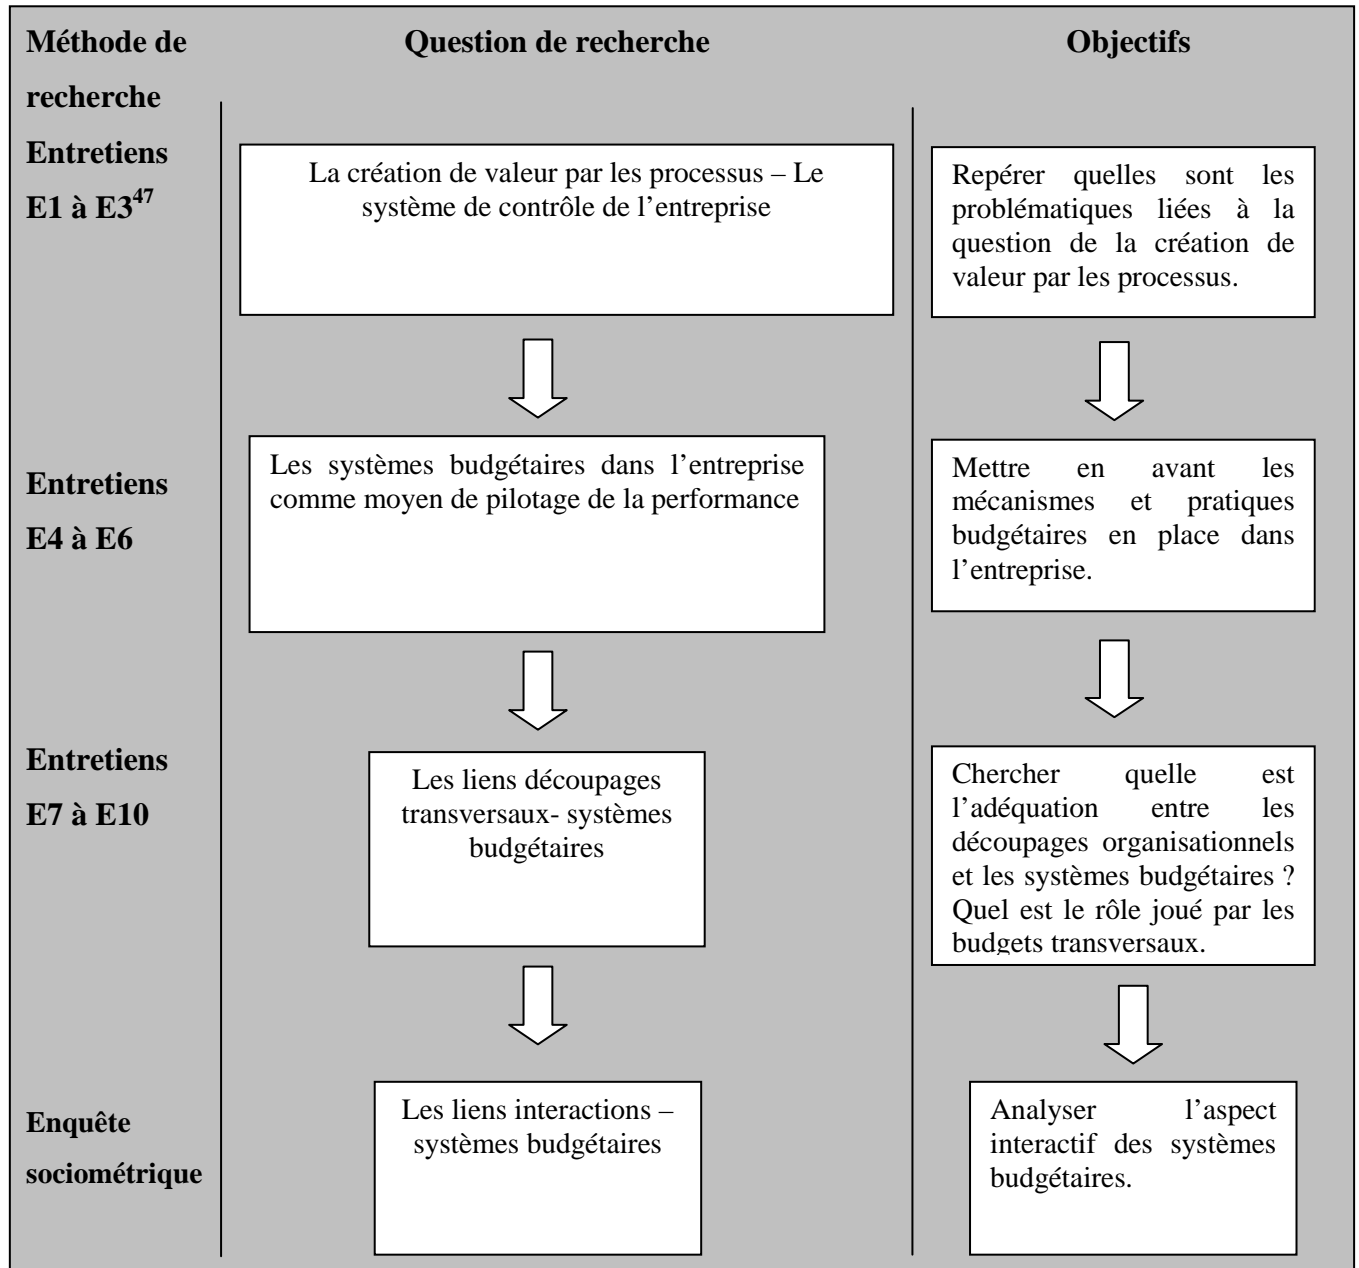 Méthode de recherche
Question de recherche
Objectifs
Entretiens
E1 à E347
La création de valeur par les processus – Le
système de contrôle de l’entreprise
Repérer quelles sont les
problématiques liées à la
question de la création de
valeur par les processus.
Entretiens
E4 à E6
Les systèmes budgétaires dans l’entreprise
comme moyen de pilotage de la performance
Mettre en avant les
mécanismes et pratiques
budgétaires en place dans
l’entreprise.
Entretiens
E7 à E10
Les liens découpages
transversaux- systèmes
budgétaires
Chercher quelle est
l’adéquation entre les
découpages organisationnels
et les systèmes budgétaires ?
Quel est le rôle joué par les
budgets transversaux.
Enquête
sociométrique
Les liens interactions –
systèmes budgétaires
Analyser l’aspect
interactif des systèmes
budgétaires.